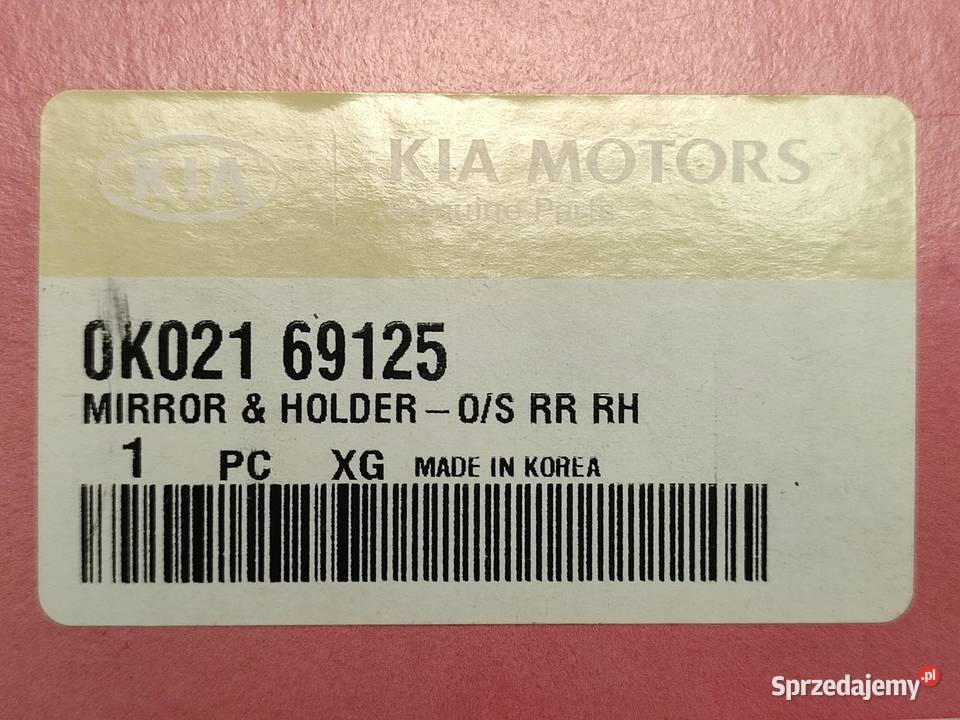 KIA
KIA MOTORS
Genuine Parts
0K021 69125
MIRROR & HOLDER - O/S RR RH
1 PC XG MADE IN KOREA
Sprzedajemy.pl